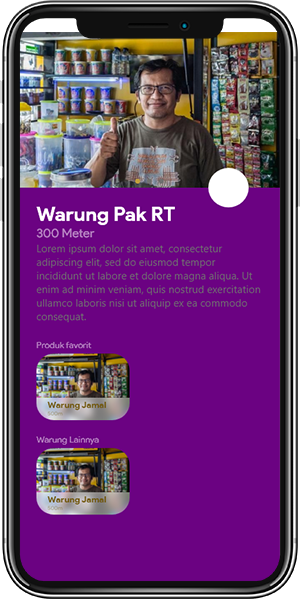 Warung Pak RT
300 Meter
Lorem ipsum dolor sit amet, consectetur
adipiscing elit, sed do eiusmod tempor
incididunt ut labore et dolore magna aliqua. Ut
enim ad minim veniam, quis nostrud exercitation
ullamco laboris nisi ut aliquip ex ea commodo
consequat.
Produk favorit
Warung Jamal
Warung Lainnya
Warung Jamal